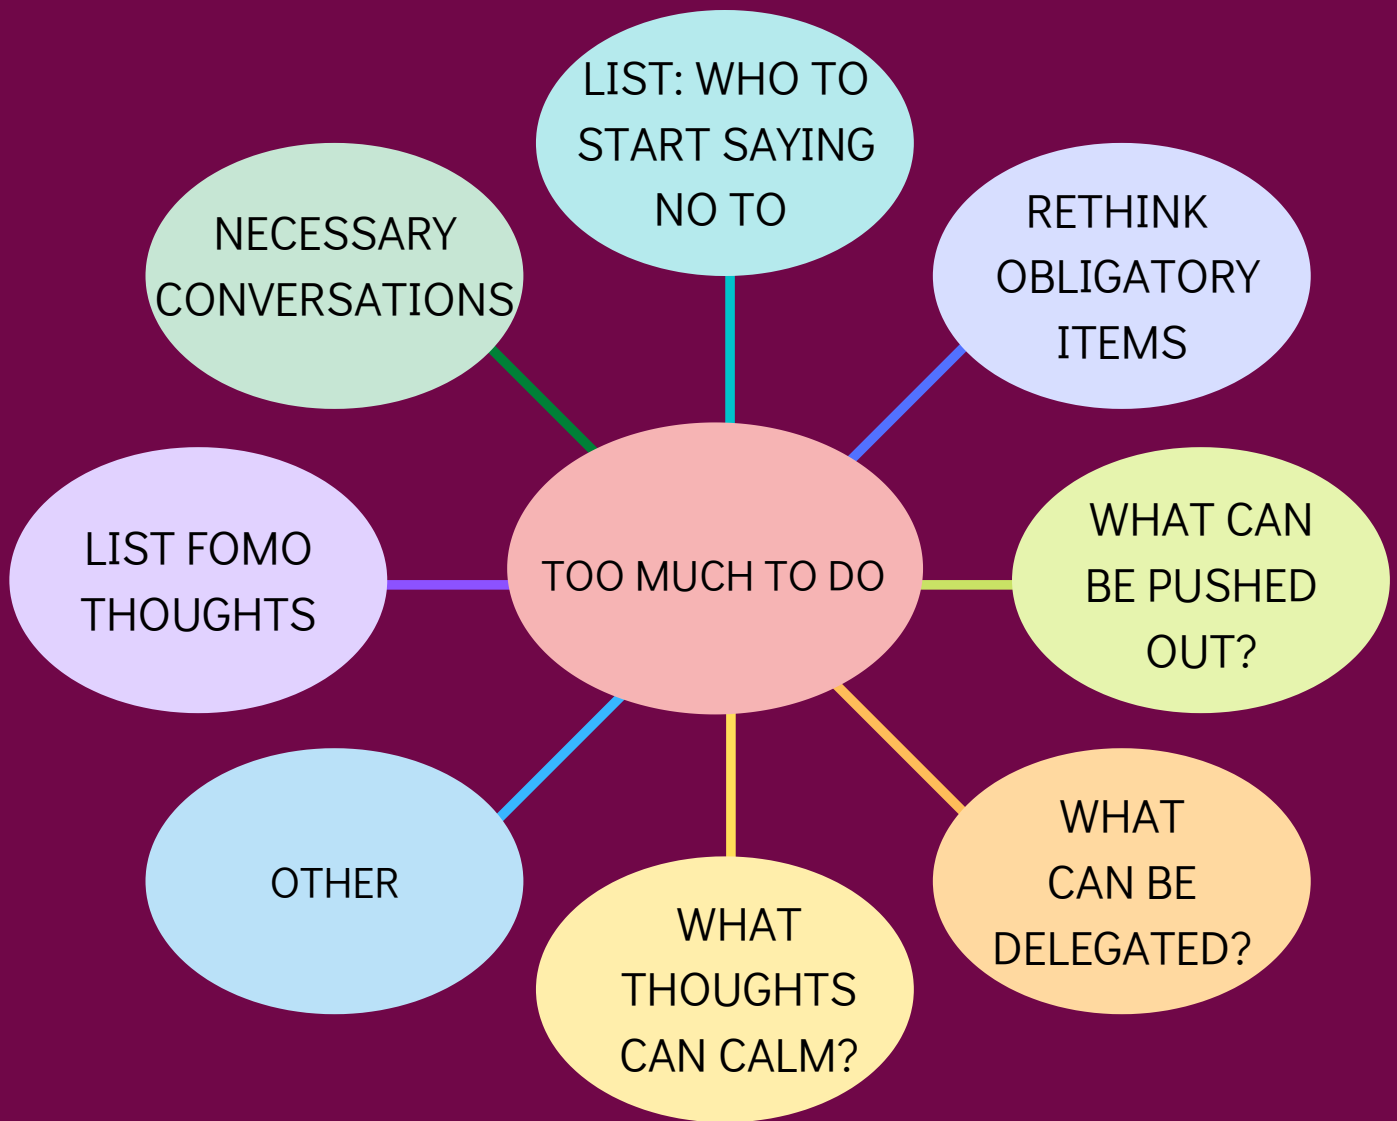 LIST: WHO TO
START SAYING
NO TO
RETHINK
OBLIGATORY
ITEMS
WHAT CAN
BE PUSHED
OUT?
WHAT
CAN BE
DELEGATED?
WHAT
THOUGHTS
CAN CALM?
OTHER
LIST FOMO
THOUGHTS
NECESSARY
CONVERSATIONS
TOO MUCH TO DO